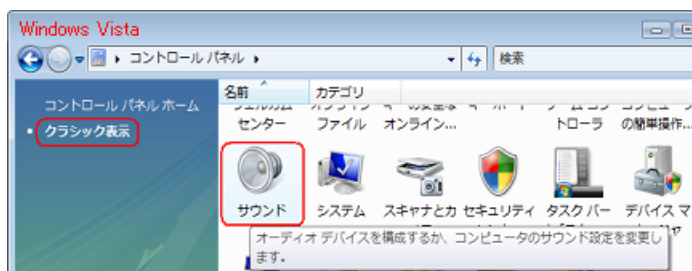 Windows Vista
コントロール パネル
検索
名前 カテゴリ
コントロール パネル ホーム
クラシック表示
センター ファイル オンライン... トローラ の簡単操作...
サウンド システム スキャナとカ セキュリティ タスク バー デバイス マ
オーディオ デバイスを構成するか、コンピュータのサウンド設定を変更し
ます。